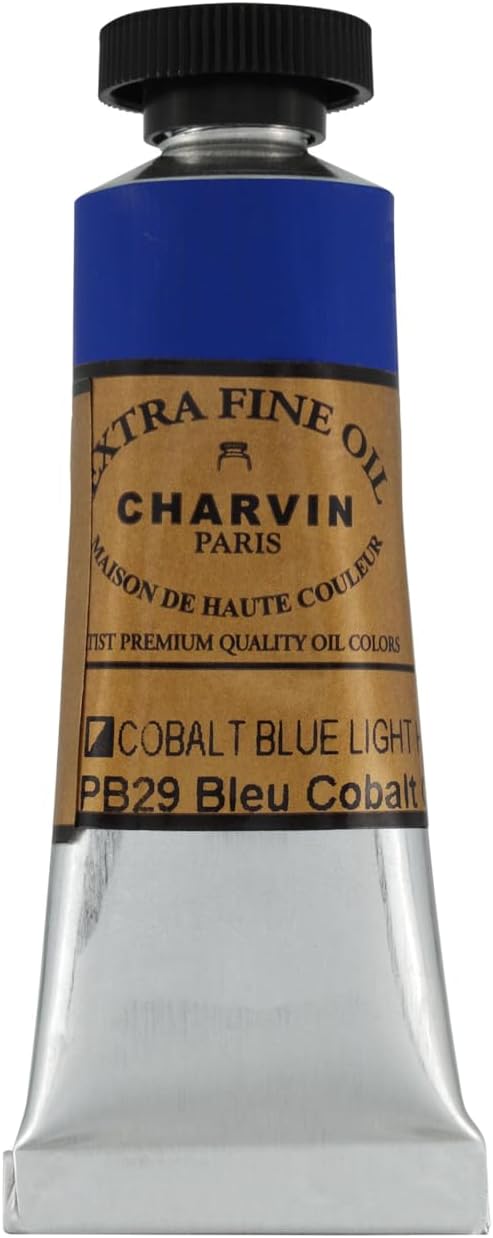 EXTRA FINE OIL
CHARVIN
PARIS
MAISON DE HAUTE COULEUR
TIST PREMIUM QUALITY OIL COLORS
COBALT BLUE LIGHT
PB29 Bleu Cobalt